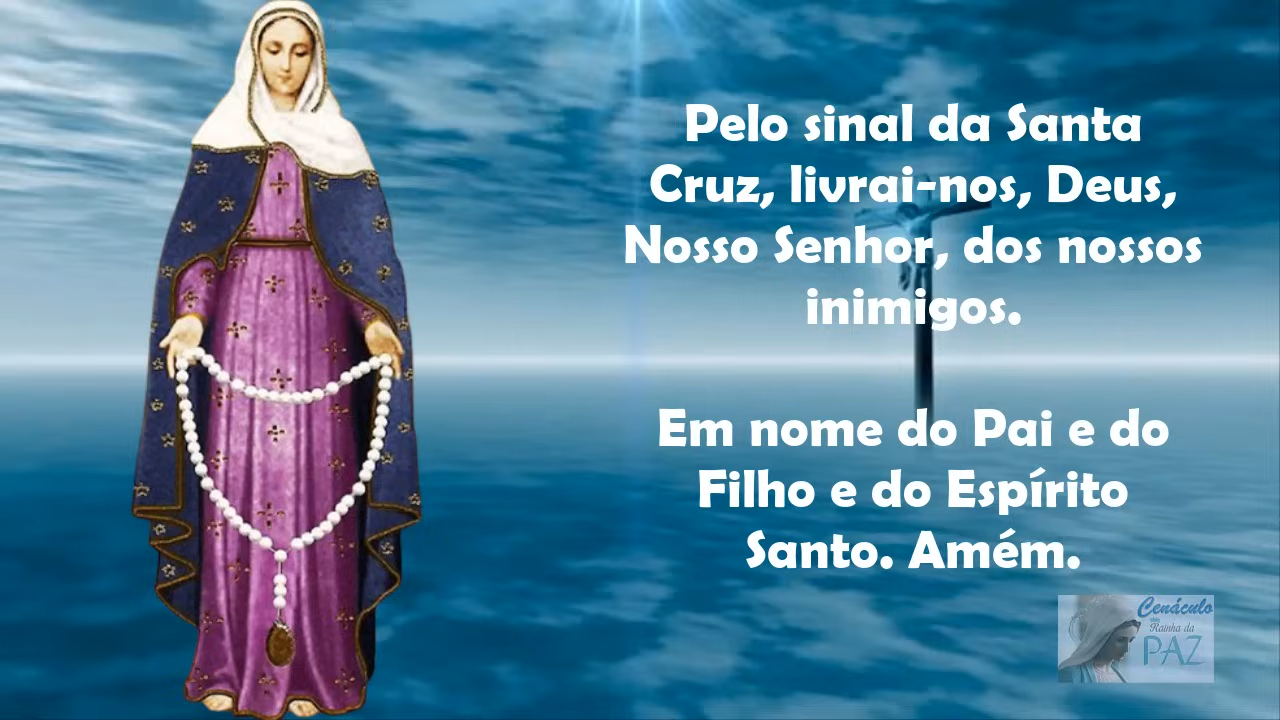 Pelo sinal da Santa
Cruz, livrai-nos, Deus,
Nosso Senhor, dos nossos
inimigos.
Em nome do Pai e do
Filho e do Espírito
Santo. Amém.
Cenáculo
Rainha da
PAZ